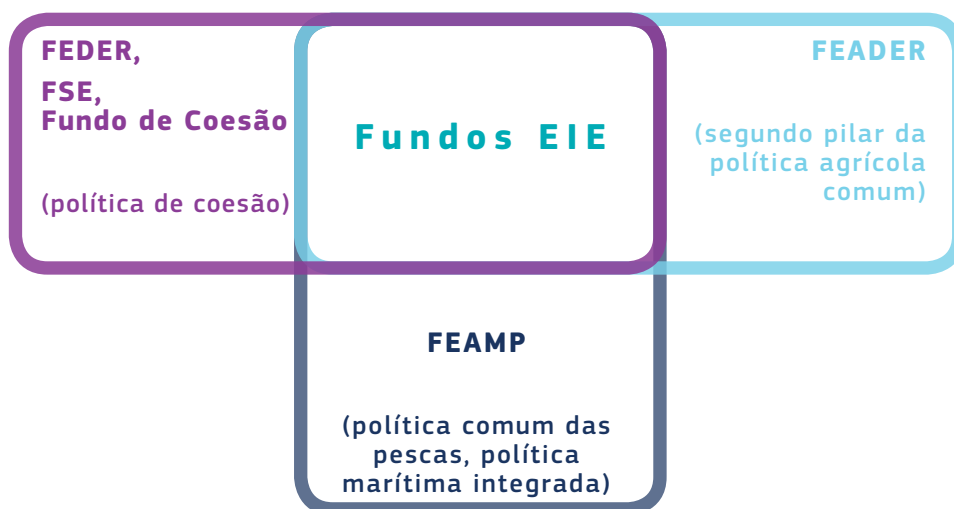 FEDER,
FSE,
Fundo de Coesão
(política de coesão)
Fundos EIE
FEADER
(segundo pilar da
política agrícola
comum)
FEAMP
(política comum das
pescas, política
marítima integrada)